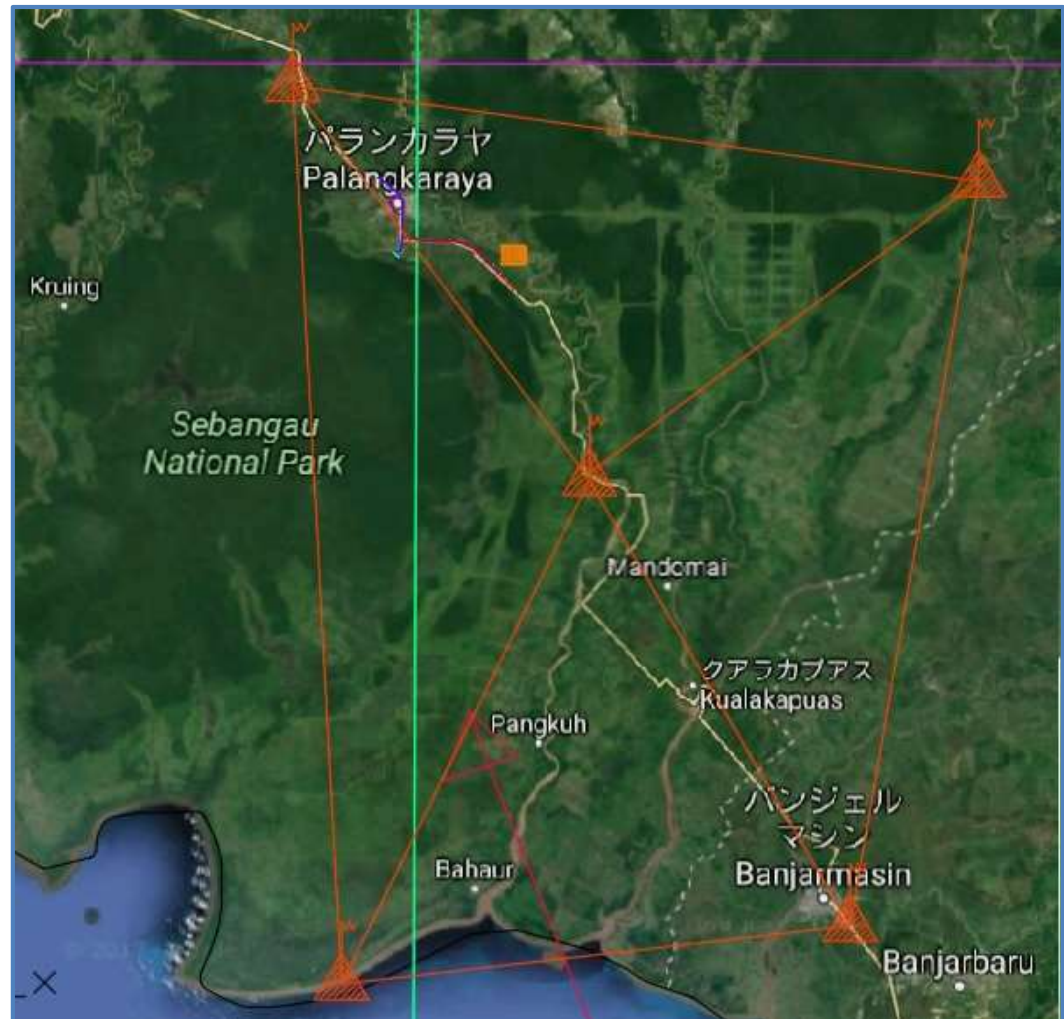 パランカラヤ
Palangkaraya
Kruing
Sebangau
National Park
Mandomai
クアラカプアス
Kualakapuas
Pangkuh
バンジェル
マシン
Bahaur
Banjarmasin
Banjarbaru